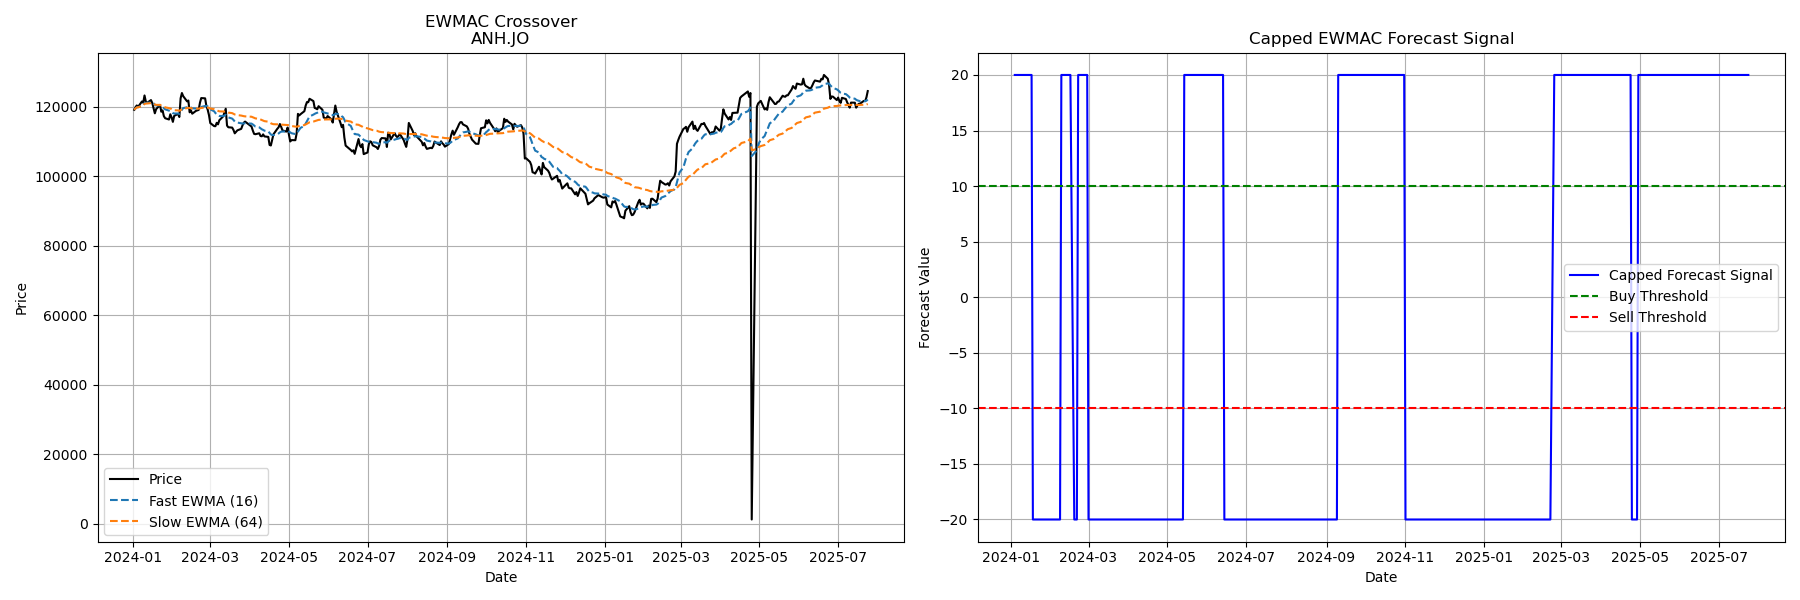 EWMAC Crossover
ANH.JO
Price
120000
100000
80000
60000
40000
20000
0
Price
Fast EWMA (16)
Slow EWMA (64)
2024-01 2024-03 2024-05 2024-07 2024-09 2024-11 2025-01 2025-03 2025-05 2025-07
Date
Capped EWMAC Forecast Signal
Forecast Value
20
15
10
5
0
−5
−10
−15
−20
Capped Forecast Signal
Buy Threshold
Sell Threshold
2024-01 2024-03 2024-05 2024-07 2024-09 2024-11 2025-01 2025-03 2025-05 2025-07
Date